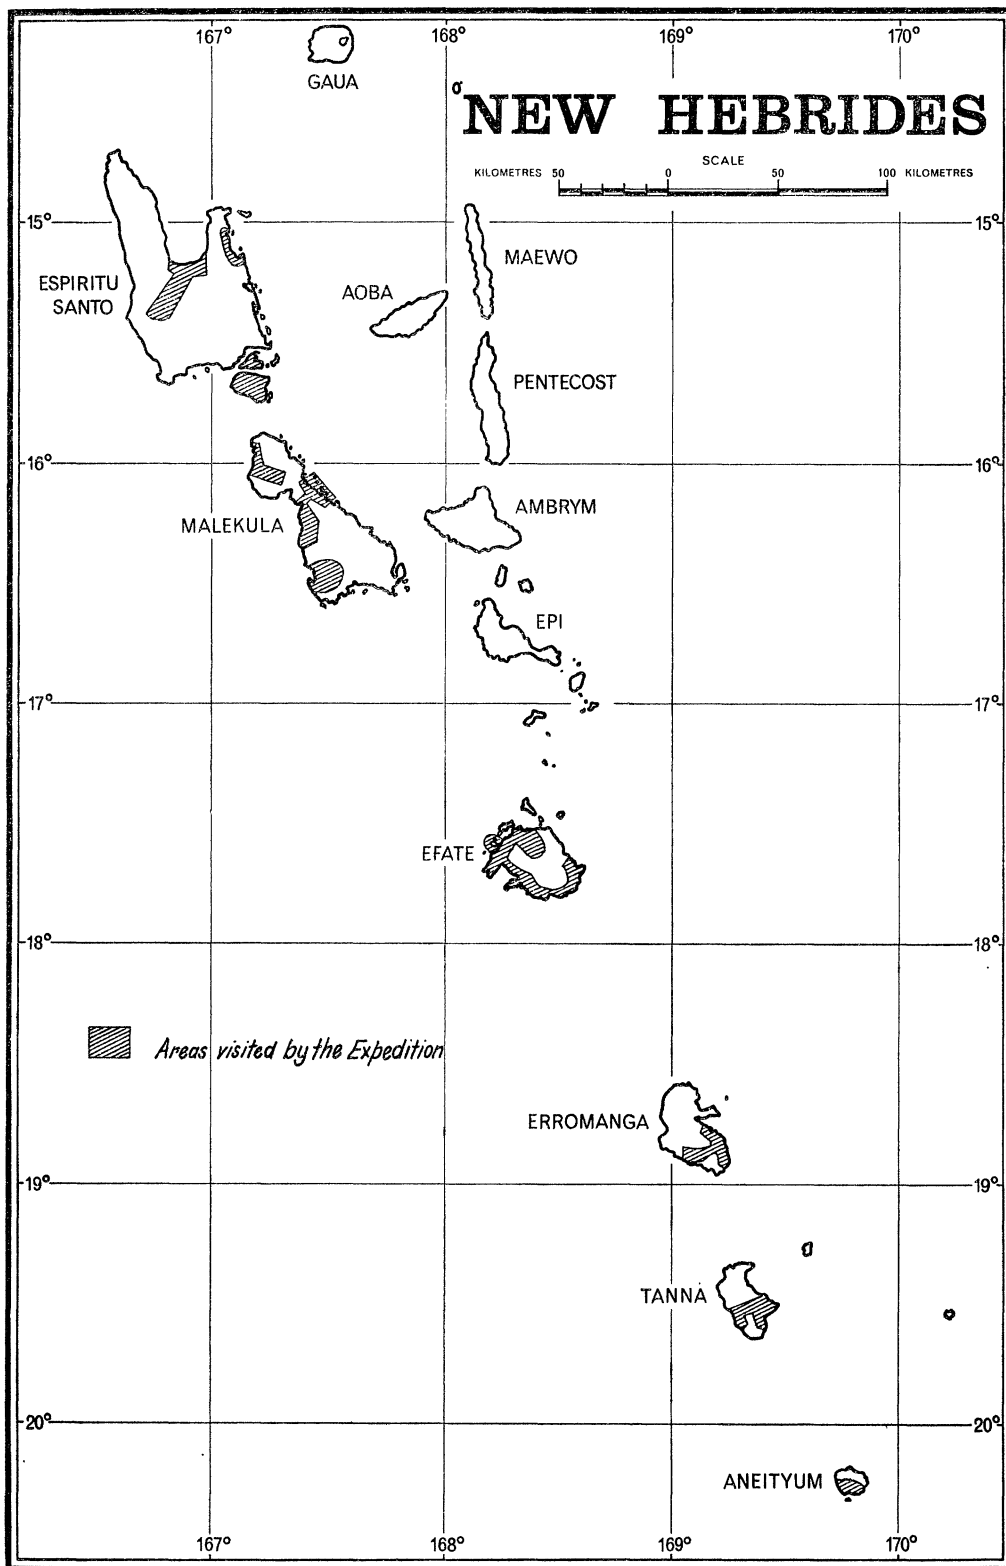 167° 168° 169° 170°
GAUA
NEW HEBRIDES
SCALE
KILOMETRES 50 0 50 100 KILOMETRES
15° 15°
MAEWO
ESPIRITU
SANTO
AOBA
PENTECOST
16° 16°
AMBRYM
MALEKULA
EPI
17° 17°
EFATE
18° 18°
Areas visited by the Expedition
ERROMANGA
19° 19°
TANNA
20° 20°
ANEITYUM
167° 168° 169° 170°